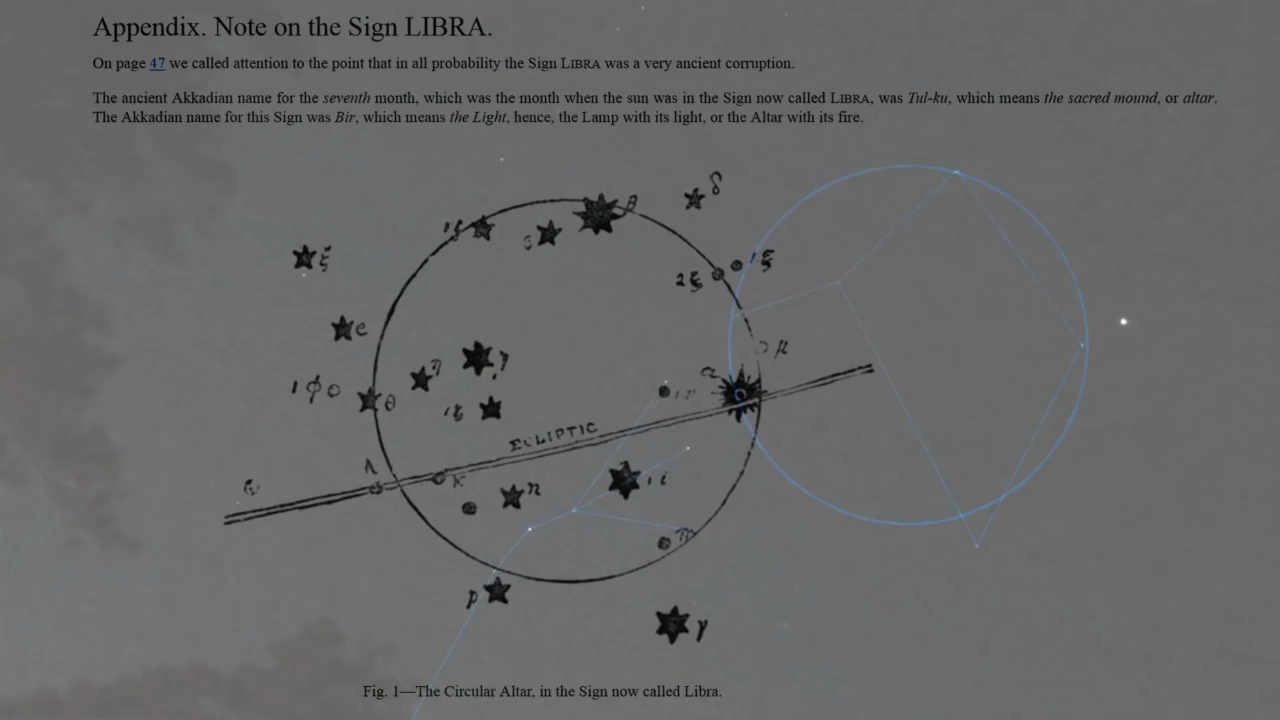 Appendix. Note on the Sign LIBRA.
On page 47 we called attention to the point that in all probability the Sign LIBRA was a very ancient corruption.
The ancient Akkadian name for the seventh month, which was the month when the sun was in the Sign now called LIBRA, was Tul-ku, which means the sacred mound, or altar.
The Akkadian name for this Sign was Bir, which means the Light, hence, the Lamp with its light, or the Altar with its fire.
δ
β
ξ
2ξ
1ξ
e
μ
η
γ
α
θ
ECLIPTIC
λ
κ
n
ρ
γ
Fig. 1—The Circular Altar, in the Sign now called Libra.